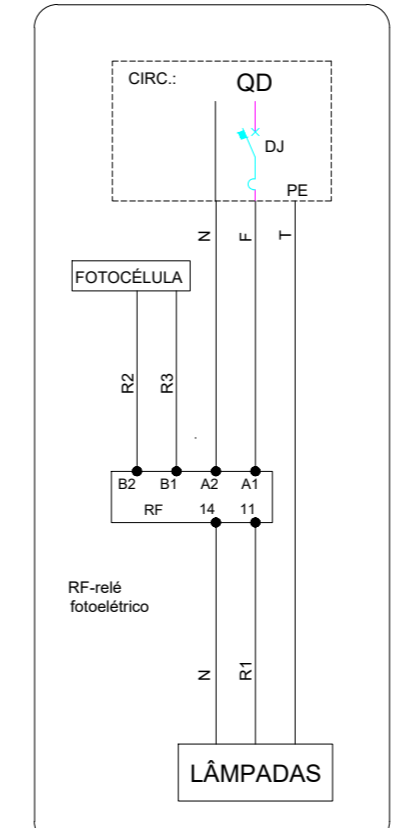 CIRC.: QD
DJ
PE
N F T
FOTOCÉLULA
R2 R3
B2 B1 A2 A1
RF 14 11
RF-relé
fotoelétrico
N R1
LÂMPADAS